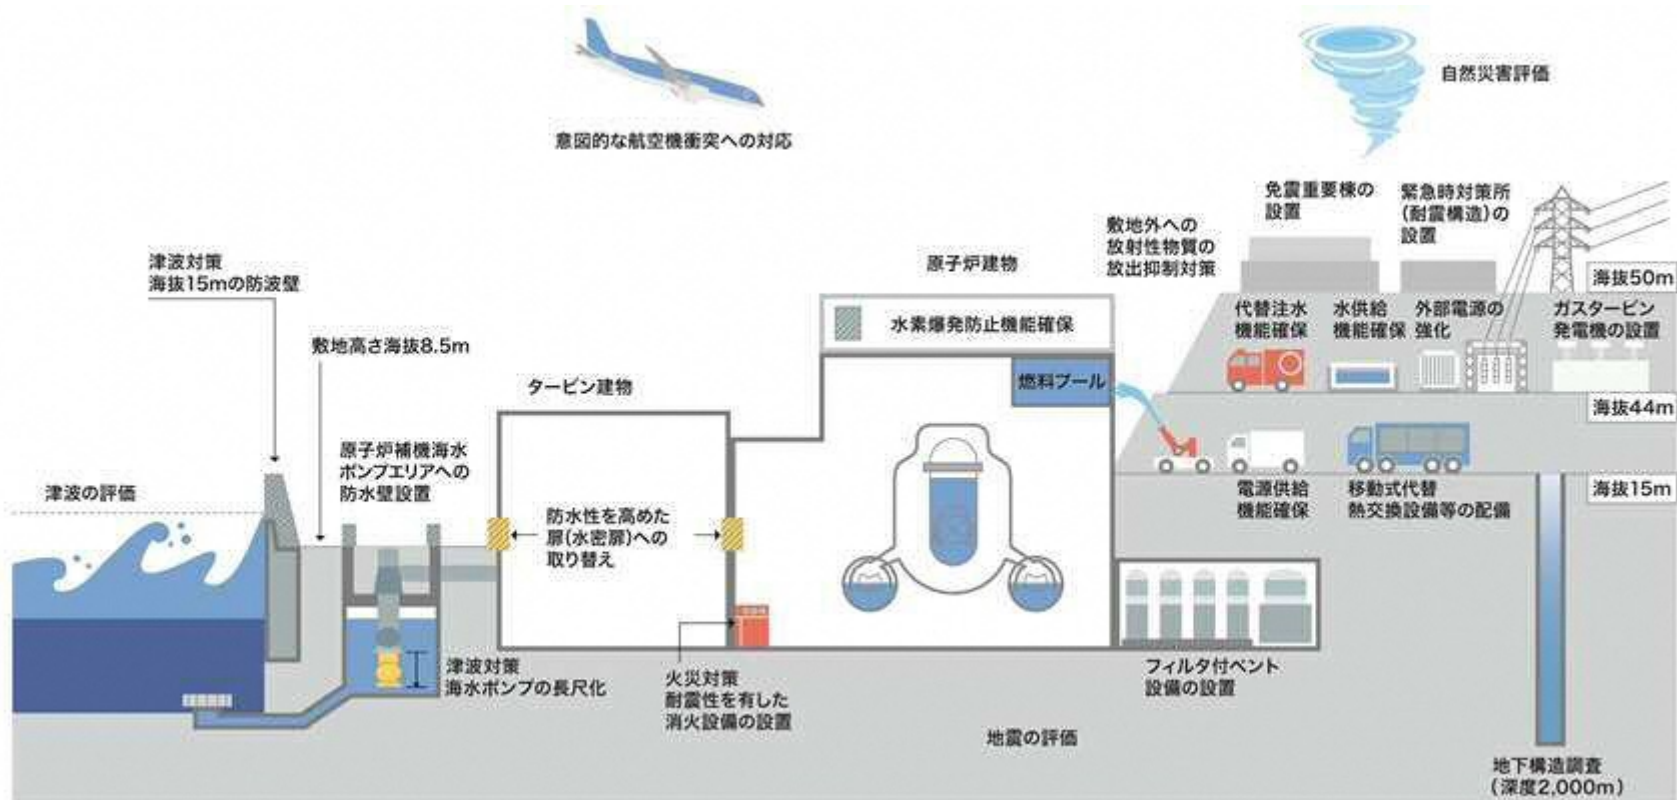 自然災害評価
意図的な航空機衝突への対応
免震重要棟の
設置
緊急時対策所
(耐震構造)の
設置
敷地外への
放射性物質の
放出抑制対策
津波対策
海抜15mの防波壁
原子炉建物
海抜50m
代替注水
機能確保
水供給
機能確保
外部電源の
強化
ガスタービン
発電機の設置
水素爆発防止機能確保
敷地高さ海抜8.5m
タービン建物
燃料プール
海抜44m
原子炉補機海水
ポンプエリアへの
防水壁設置
津波の評価
電源供給
機能確保
移動式代替
熱交換設備等の配備
海抜15m
防水性を高めた
扉(水密扉)への
取り替え
津波対策
海水ポンプの長尺化
火災対策
耐震性を有した
消火設備の設置
フィルタ付ベント
設備の設置
地震の評価
地下構造調査
(深度2,000m)